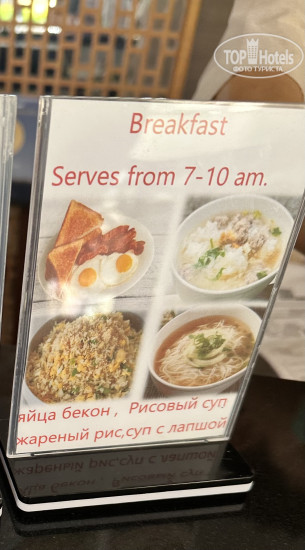 TOP Hotels
ФОТО ТУРИСТА
Breakfast
Serves from 7-10 am.
яйца бекон , Рисовый суп
жареный рис,суп с лапшой